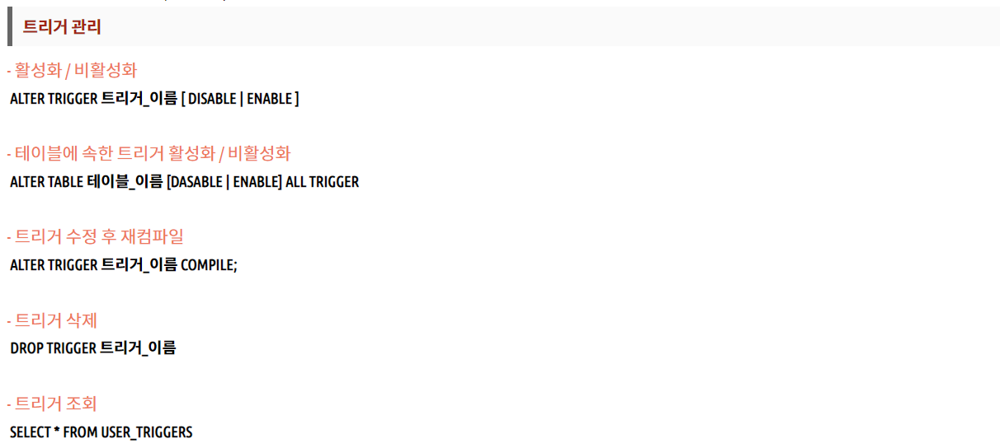 트리거 관리
- 활성화 / 비활성화
ALTER TRIGGER 트리거_이름 [ DISABLE | ENABLE ]
- 테이블에 속한 트리거 활성화 / 비활성화
ALTER TABLE 테이블_이름 [DASABLE | ENABLE] ALL TRIGGER
- 트리거 수정 후 재컴파일
ALTER TRIGGER 트리거_이름 COMPILE;
- 트리거 삭제
DROP TRIGGER 트리거_이름
- 트리거 조회
SELECT * FROM USER_TRIGGERS